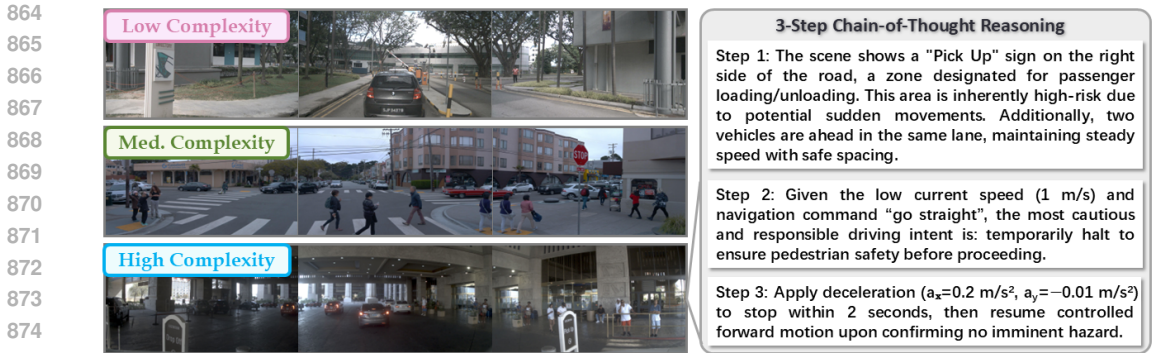 864
865
866
867
868
869
870
871
872
873
874
Low Complexity
Med. Complexity
STOP
High Complexity
3-Step Chain-of-Thought Reasoning
Step 1: The scene shows a "Pick Up" sign on the right
side of the road, a zone designated for passenger
loading/unloading. This area is inherently high-risk due
to potential sudden movements. Additionally, two
vehicles are ahead in the same lane, maintaining steady
speed with safe spacing.
Step 2: Given the low current speed (1 m/s) and
navigation command “go straight”, the most cautious
and responsible driving intent is: temporarily halt to
ensure pedestrian safety before proceeding.
Step 3: Apply deceleration (aₓ=0.2 m/s², aᵧ=−0.01 m/s²)
to stop within 2 seconds, then resume controlled
forward motion upon confirming no imminent hazard.